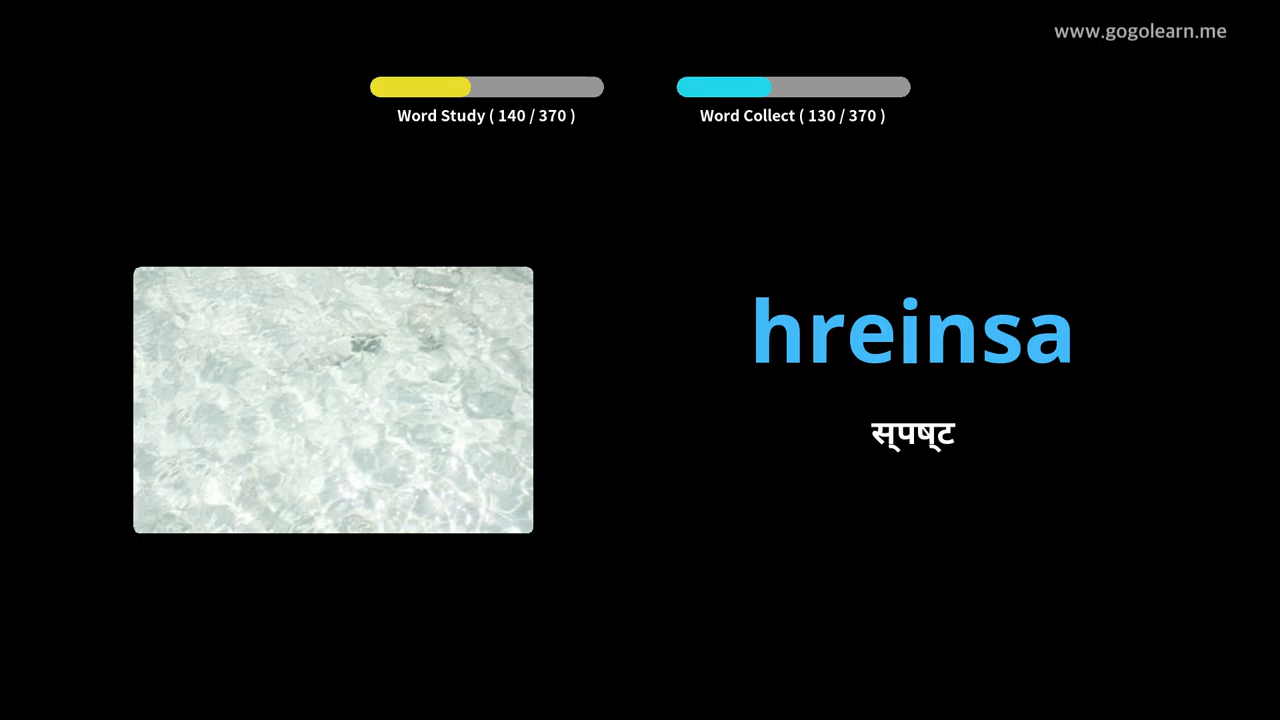 www.gogolearn.me
Word Study ( 140 / 370 )
Word Collect ( 130 / 370 )
hreinsa
स्पष्ट